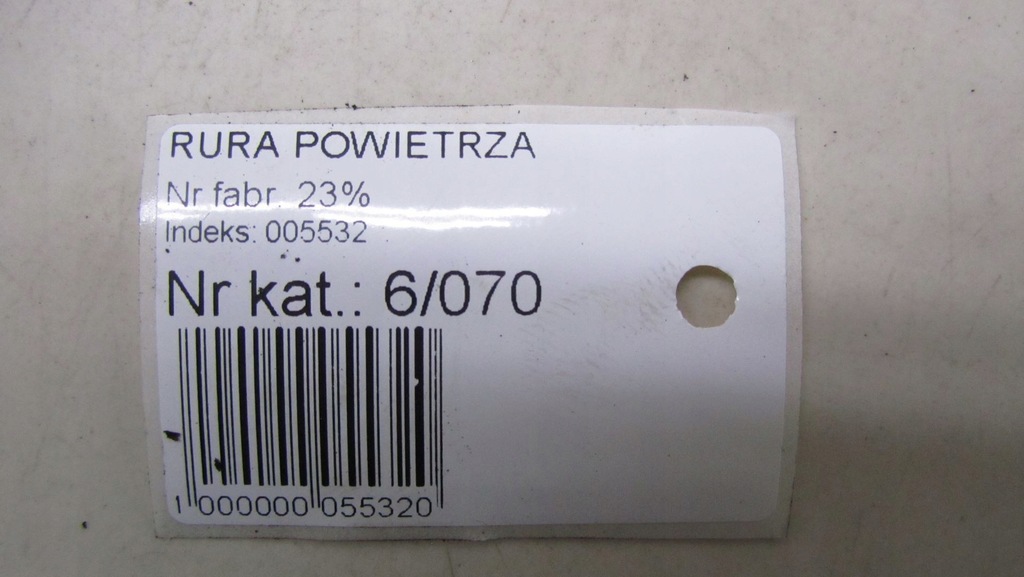 RURA POWIETRZA
Nr fabr. 23%
Indeks: 005532
Nr kat.: 6/070
1 000000 055320